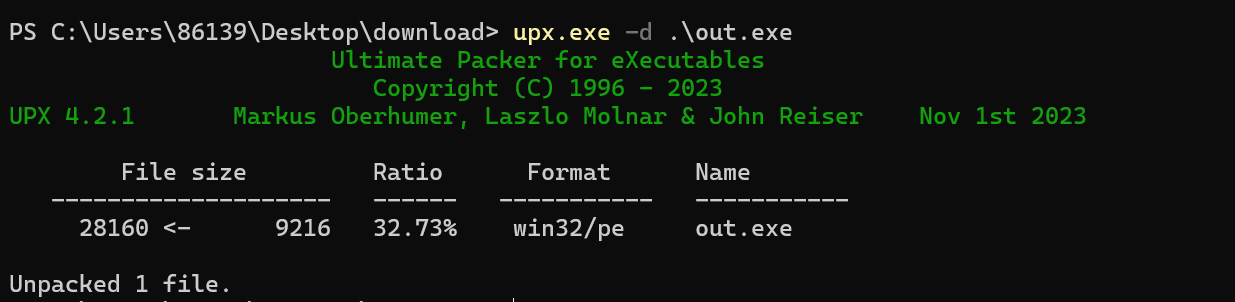 PS C:\Users\86139\Desktop\download> upx.exe -d .\out.exe
Ultimate Packer for eXecutables
Copyright (C) 1996 - 2023
UPX 4.2.1       Markus Oberhumer, Laszlo Molnar & John Reiser    Nov 1st 2023
File size         Ratio      Format      Name
--------------------   ------   -----------   -----------
28160 <-      9216   32.73%    win32/pe     out.exe
Unpacked 1 file.